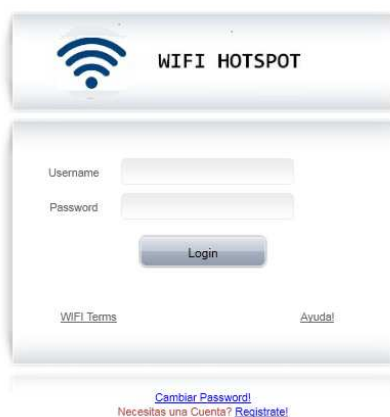 WIFI HOTSPOT
Username
Password
Login
WIFI Terms Ayuda!
Cambiar Password!
Necesitas una Cuenta? Registrate!